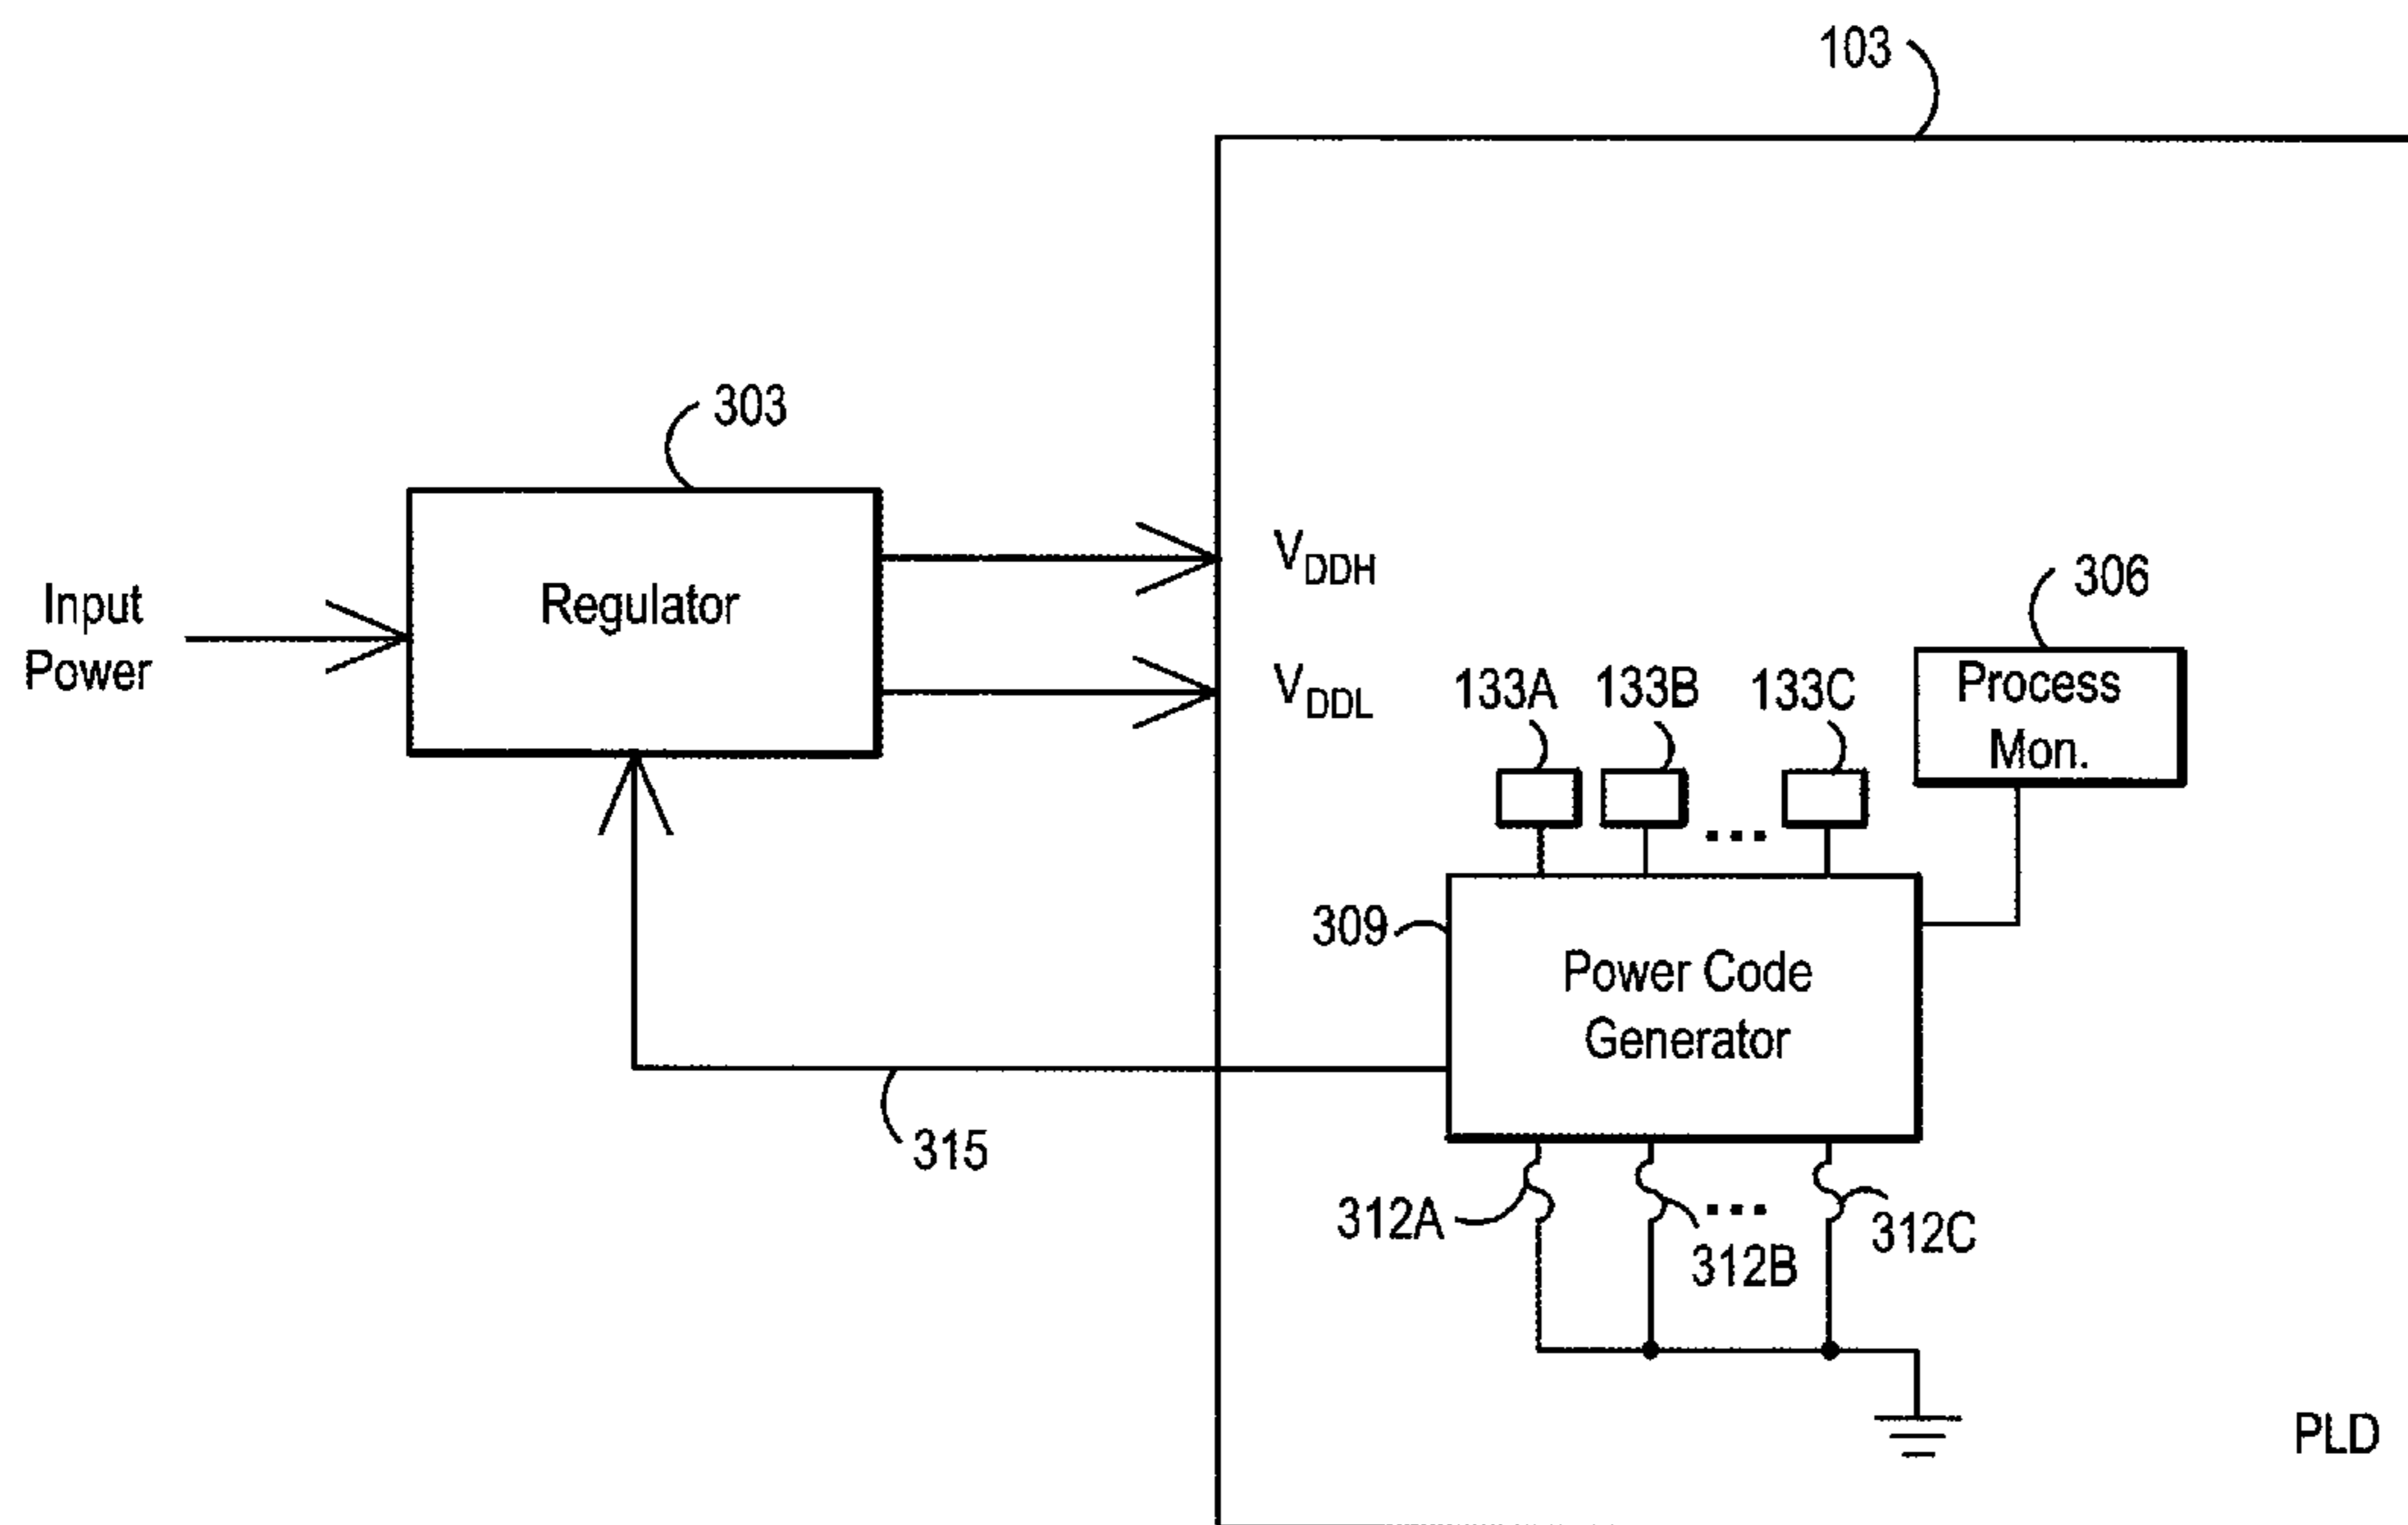 103
303
Input
Power
Regulator
VDDH
VDDL
306
Process
Mon.
133A
133B
133C
...
309
Power Code
Generator
315
312A
312B
...
312C
PLD